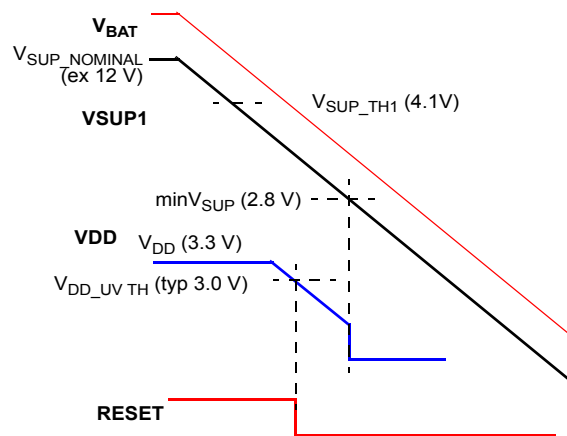 VBAT
VSUP_NOMINAL
(ex 12 V)
VSUP_TH1 (4.1V)
VSUP1
minVSUP (2.8 V)
VDD
VDD (3.3 V)
VDD_UV TH (typ 3.0 V)
RESET